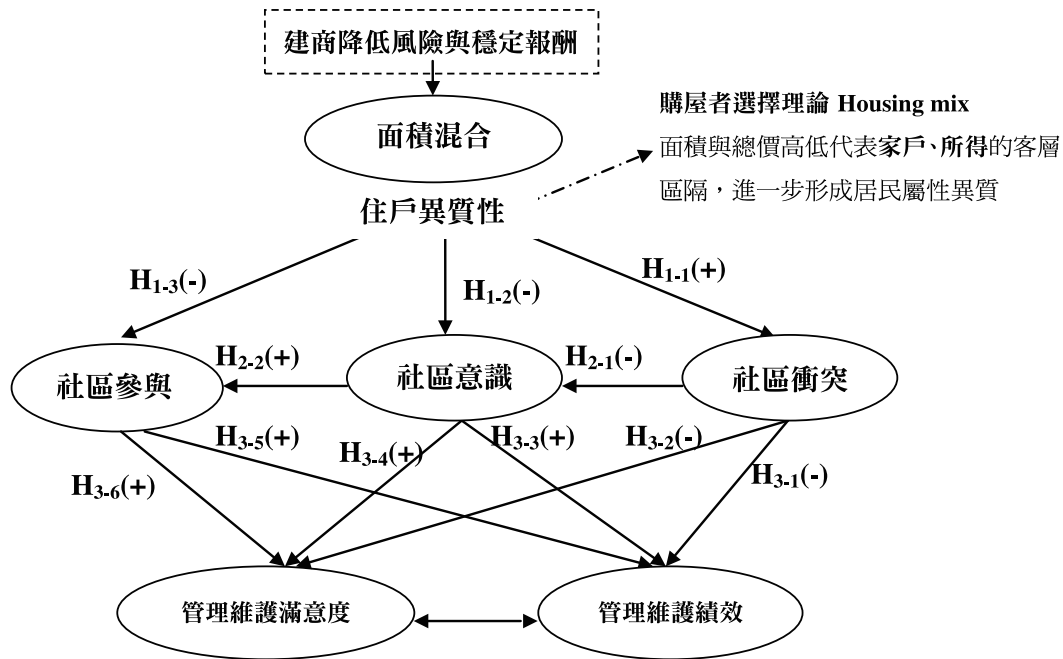 建商降低風險與穩定報酬
面積混合
購屋者選擇理論 Housing mix
面積與總價高低代表家戶、所得的客層
區隔，進一步形成居民屬性異質
住戶異質性
H1-3(-)
H1-2(-)
H1-1(+)
社區參與
H2-2(+)
社區意識
H2-1(-)
社區衝突
H3-6(+)
H3-5(+)
H3-4(+)
H3-3(+)
H3-2(-)
H3-1(-)
管理維護滿意度
管理維護績效